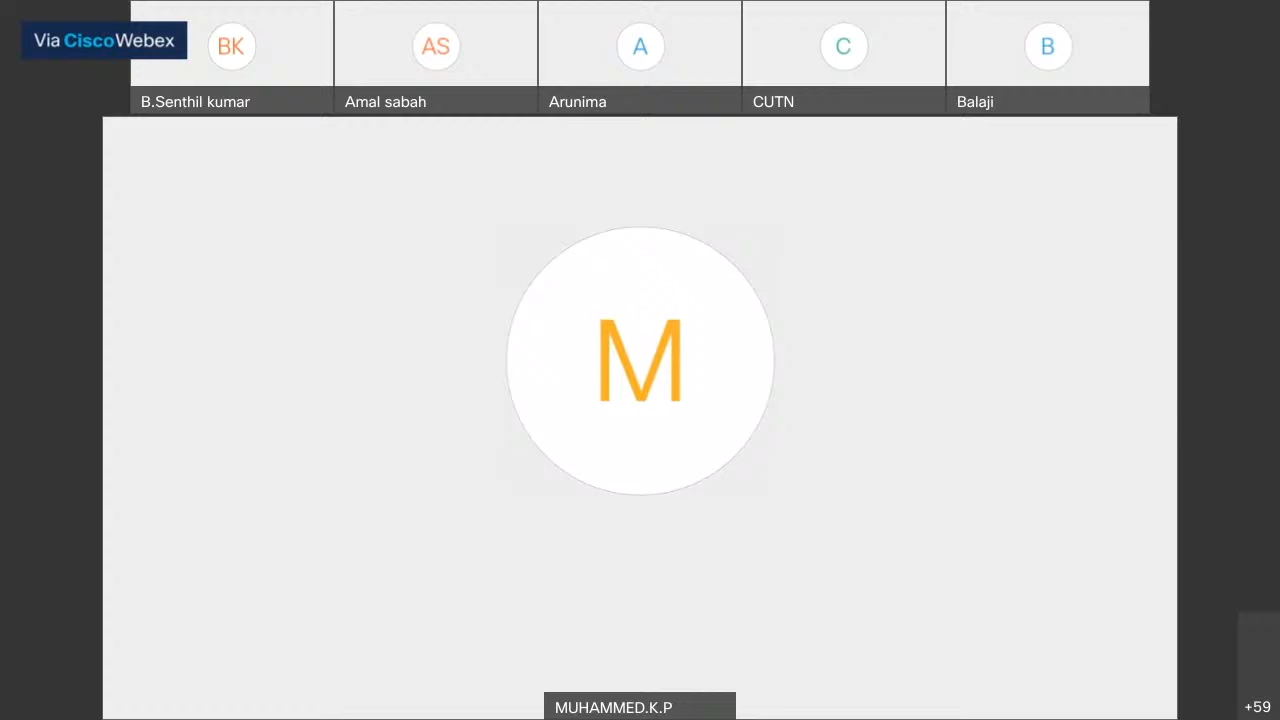 Via CiscoWebex
BK
AS
A
C
B
B.Senthil kumar
Amal sabah
Arunima
CUTN
Balaji
M
MUHAMMED.K.P
+59